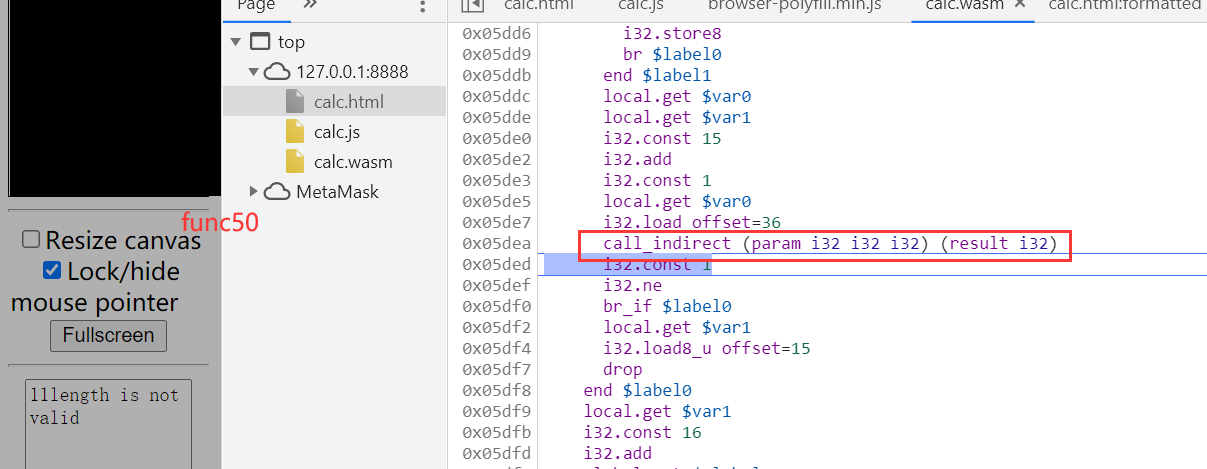 Page
»
top
127.0.0.1:8888
calc.html
calc.js
calc.wasm
MetaMask
func50
Resize canvas
Lock/hide
mouse pointer
Fullscreen
lllength is not
valid
calc.html calc.js browser-polyfill.min.js calc.wasm × calc.html:formatted
0x05dd6 i32.store8
0x05dd9 br $label0
0x05ddb end $label1
0x05ddc local.get $var0
0x05dde local.get $var1
0x05de0 i32.const 15
0x05de2 i32.add
0x05de3 i32.const 1
0x05de5 local.get $var0
0x05de7 i32.load offset=36
0x05dea call_indirect (param i32 i32 i32) (result i32)
0x05ded i32.const 1
0x05def i32.ne
0x05df0 br_if $label0
0x05df2 local.get $var1
0x05df4 i32.load8_u offset=15
0x05df7 drop
0x05df8 end $label0
0x05df9 local.get $var1
0x05dfb i32.const 16
0x05dfd i32.add